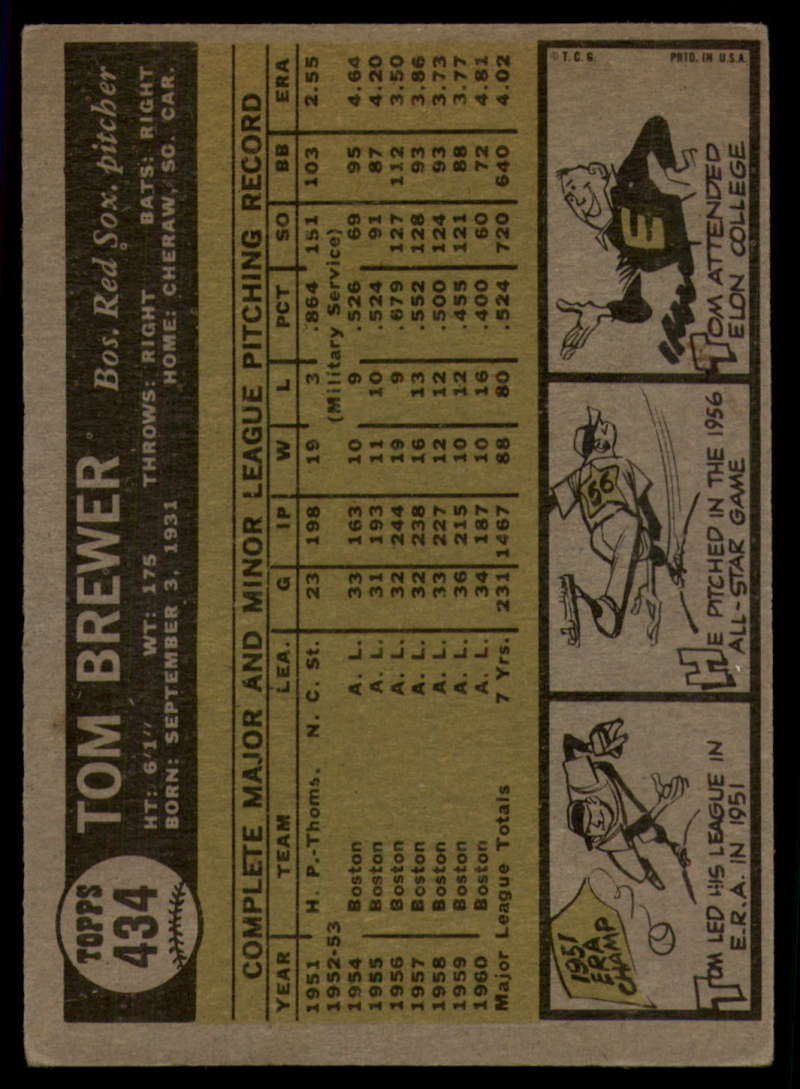 TOPPS
434
TOM BREWER Bos. Red Sox. pitcher
HT: 6'1" WT: 175 THROWS: RIGHT BATS: RIGHT
BORN: SEPTEMBER 3, 1931 HOME: CHERAW, SO. CAR.
COMPLETE MAJOR AND MINOR LEAGUE PITCHING RECORD
YEAR TEAM LEA. G IP W L PCT SO BB ERA
1951 H. P.-Thoms. N. C. St. 23 198 19 3 .864 151 103 2.55
1952-53 (Military Service)
1954 Boston A. L. 33 163 10 9 .526 69 95 4.64
1955 Boston A. L. 31 193 11 10 .524 91 87 4.20
1956 Boston A. L. 32 244 19 9 .679 127 112 3.50
1957 Boston A. L. 32 238 16 13 .552 128 93 3.86
1958 Boston A. L. 33 227 12 12 .500 124 93 3.73
1959 Boston A. L. 36 215 10 12 .455 121 88 3.77
1960 Boston A. L. 34 187 10 16 .400 60 72 4.81
Major League Totals 7 Yrs. 231 1467 88 80 .524 720 640 4.02
1951
ERA
CHAMP
TOM LED HIS LEAGUE IN
E.R.A. IN 1951
56
HE PITCHED IN THE 1956
ALL-STAR GAME
© T. C. G. PRTD. IN U.S.A.
E
TOM ATTENDED
ELON COLLEGE